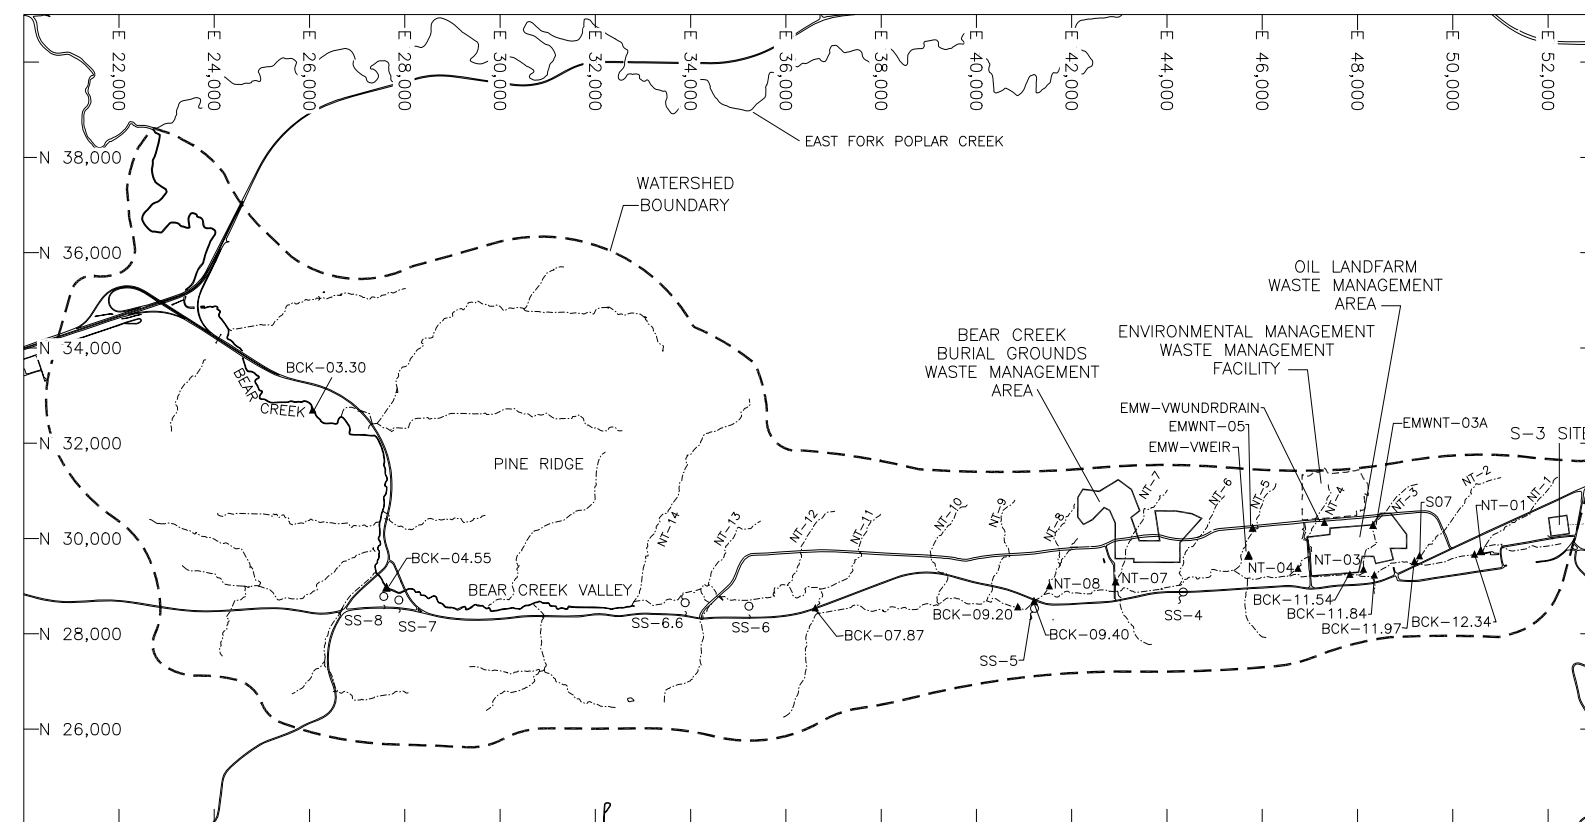 E 22,000
E 24,000
E 26,000
E 28,000
E 30,000
E 32,000
E 34,000
E 36,000
E 38,000
E 40,000
E 42,000
E 44,000
E 46,000
E 48,000
E 50,000
E 52,000
EAST FORK POPLAR CREEK
N 38,000
WATERSHED
BOUNDARY
N 36,000
OIL LANDFARM
WASTE MANAGEMENT
AREA
N 34,000
BEAR CREEK
BURIAL GROUNDS
WASTE MANAGEMENT
AREA
ENVIRONMENTAL MANAGEMENT
WASTE MANAGEMENT
FACILITY
BCK-03.30
BEAR
CREEK
EMW-VWUNDRDRAIN
EMWNT-05
EMW-VWEIR
EMWNT-03A
S-3 SITE
N 32,000
PINE RIDGE
NT-14
NT-13
NT-12
NT-11
NT-10
NT-9
NT-8
NT-7
NT-6
NT-5
NT-4
NT-3
NT-2
NT-1
S07
NT-01
N 30,000
BCK-04.55
BEAR CREEK VALLEY
NT-08
NT-07
NT-04
NT-03
SS-8
SS-7
SS-6.6
SS-6
BCK-07.87
BCK-09.20
SS-5
BCK-09.40
SS-4
BCK-11.54
BCK-11.84
BCK-11.97
BCK-12.34
N 28,000
N 26,000